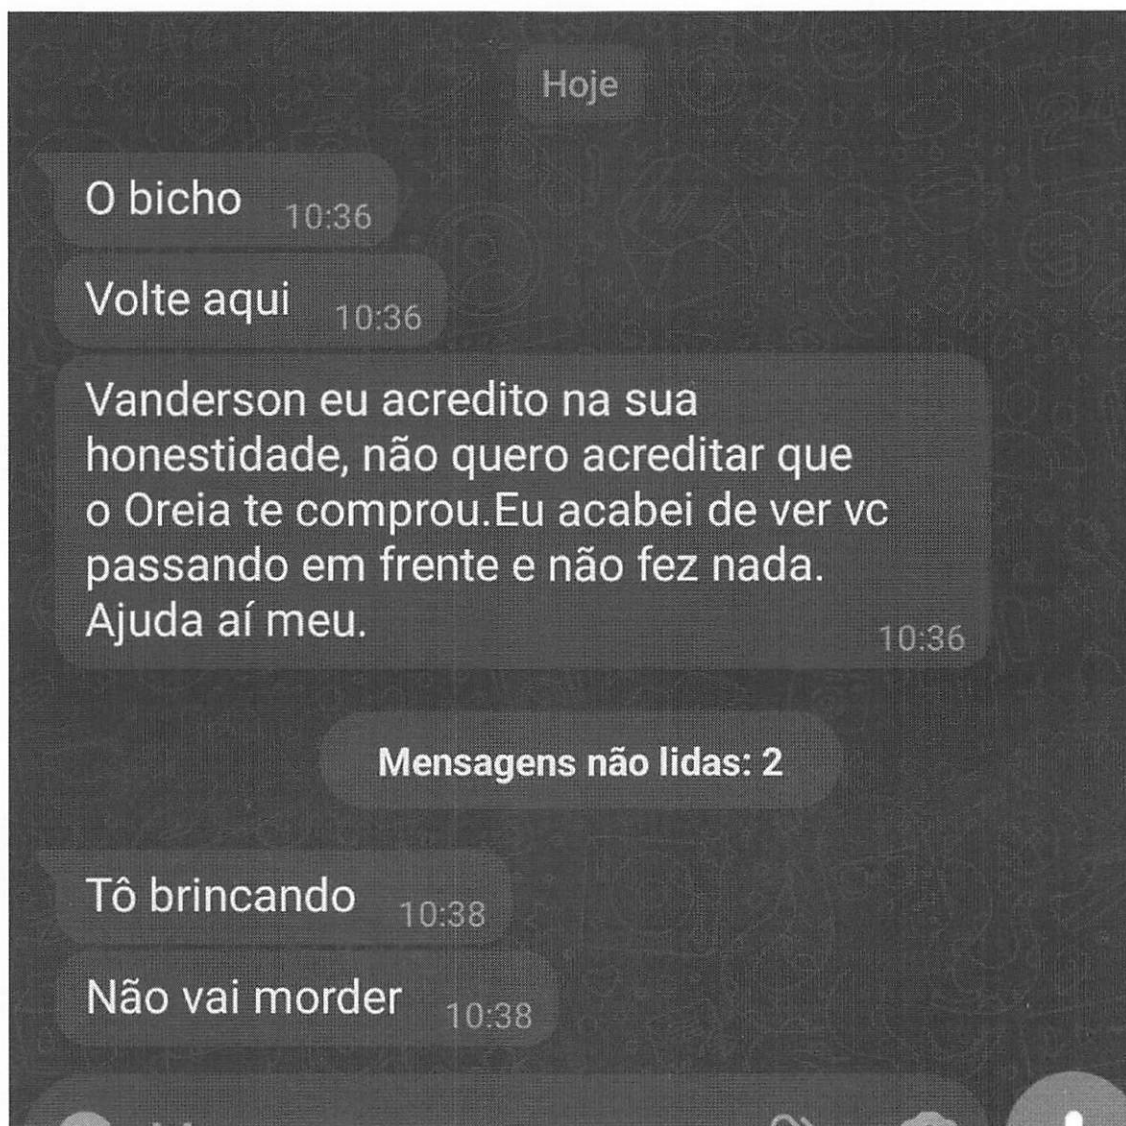 Hoje
O bicho 10:36
Volte aqui 10:36
Vanderson eu acredito na sua
honestidade, não quero acreditar que
o Oreia te comprou.Eu acabei de ver vc
passando em frente e não fez nada.
Ajuda aí meu. 10:36
Mensagens não lidas: 2
Tô brincando 10:38
Não vai morder 10:38